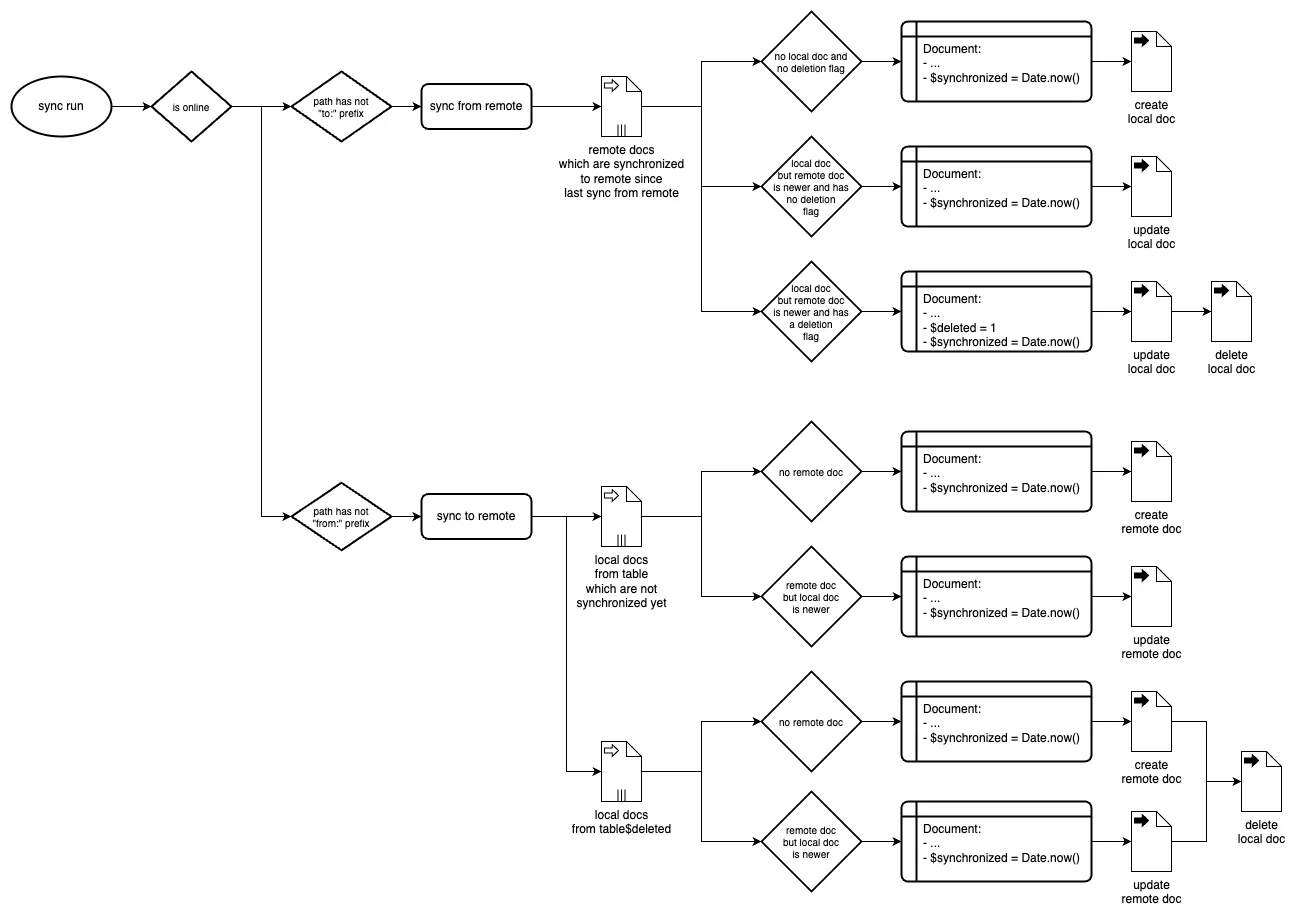 sync run
is online
path has not
"to:" prefix
sync from remote
remote docs
which are synchronized
to remote since
last sync from remote
no local doc and
no deletion flag
Document:
- ...
- $synchronized = Date.now()
create
local doc
local doc
but remote doc
is newer and has
no deletion
flag
Document:
- ...
- $synchronized = Date.now()
update
local doc
local doc
but remote doc
is newer and has
a deletion
flag
Document:
- ...
- $deleted = 1
- $synchronized = Date.now()
update
local doc
delete
local doc
path has not
"from:" prefix
sync to remote
local docs
from table
which are not
synchronized yet
no remote doc
Document:
- ...
- $synchronized = Date.now()
create
remote doc
remote doc
but local doc
is newer
Document:
- ...
- $synchronized = Date.now()
update
remote doc
local docs
from table$deleted
no remote doc
Document:
- ...
- $synchronized = Date.now()
create
remote doc
remote doc
but local doc
is newer
Document:
- ...
- $synchronized = Date.now()
update
remote doc
delete
local doc